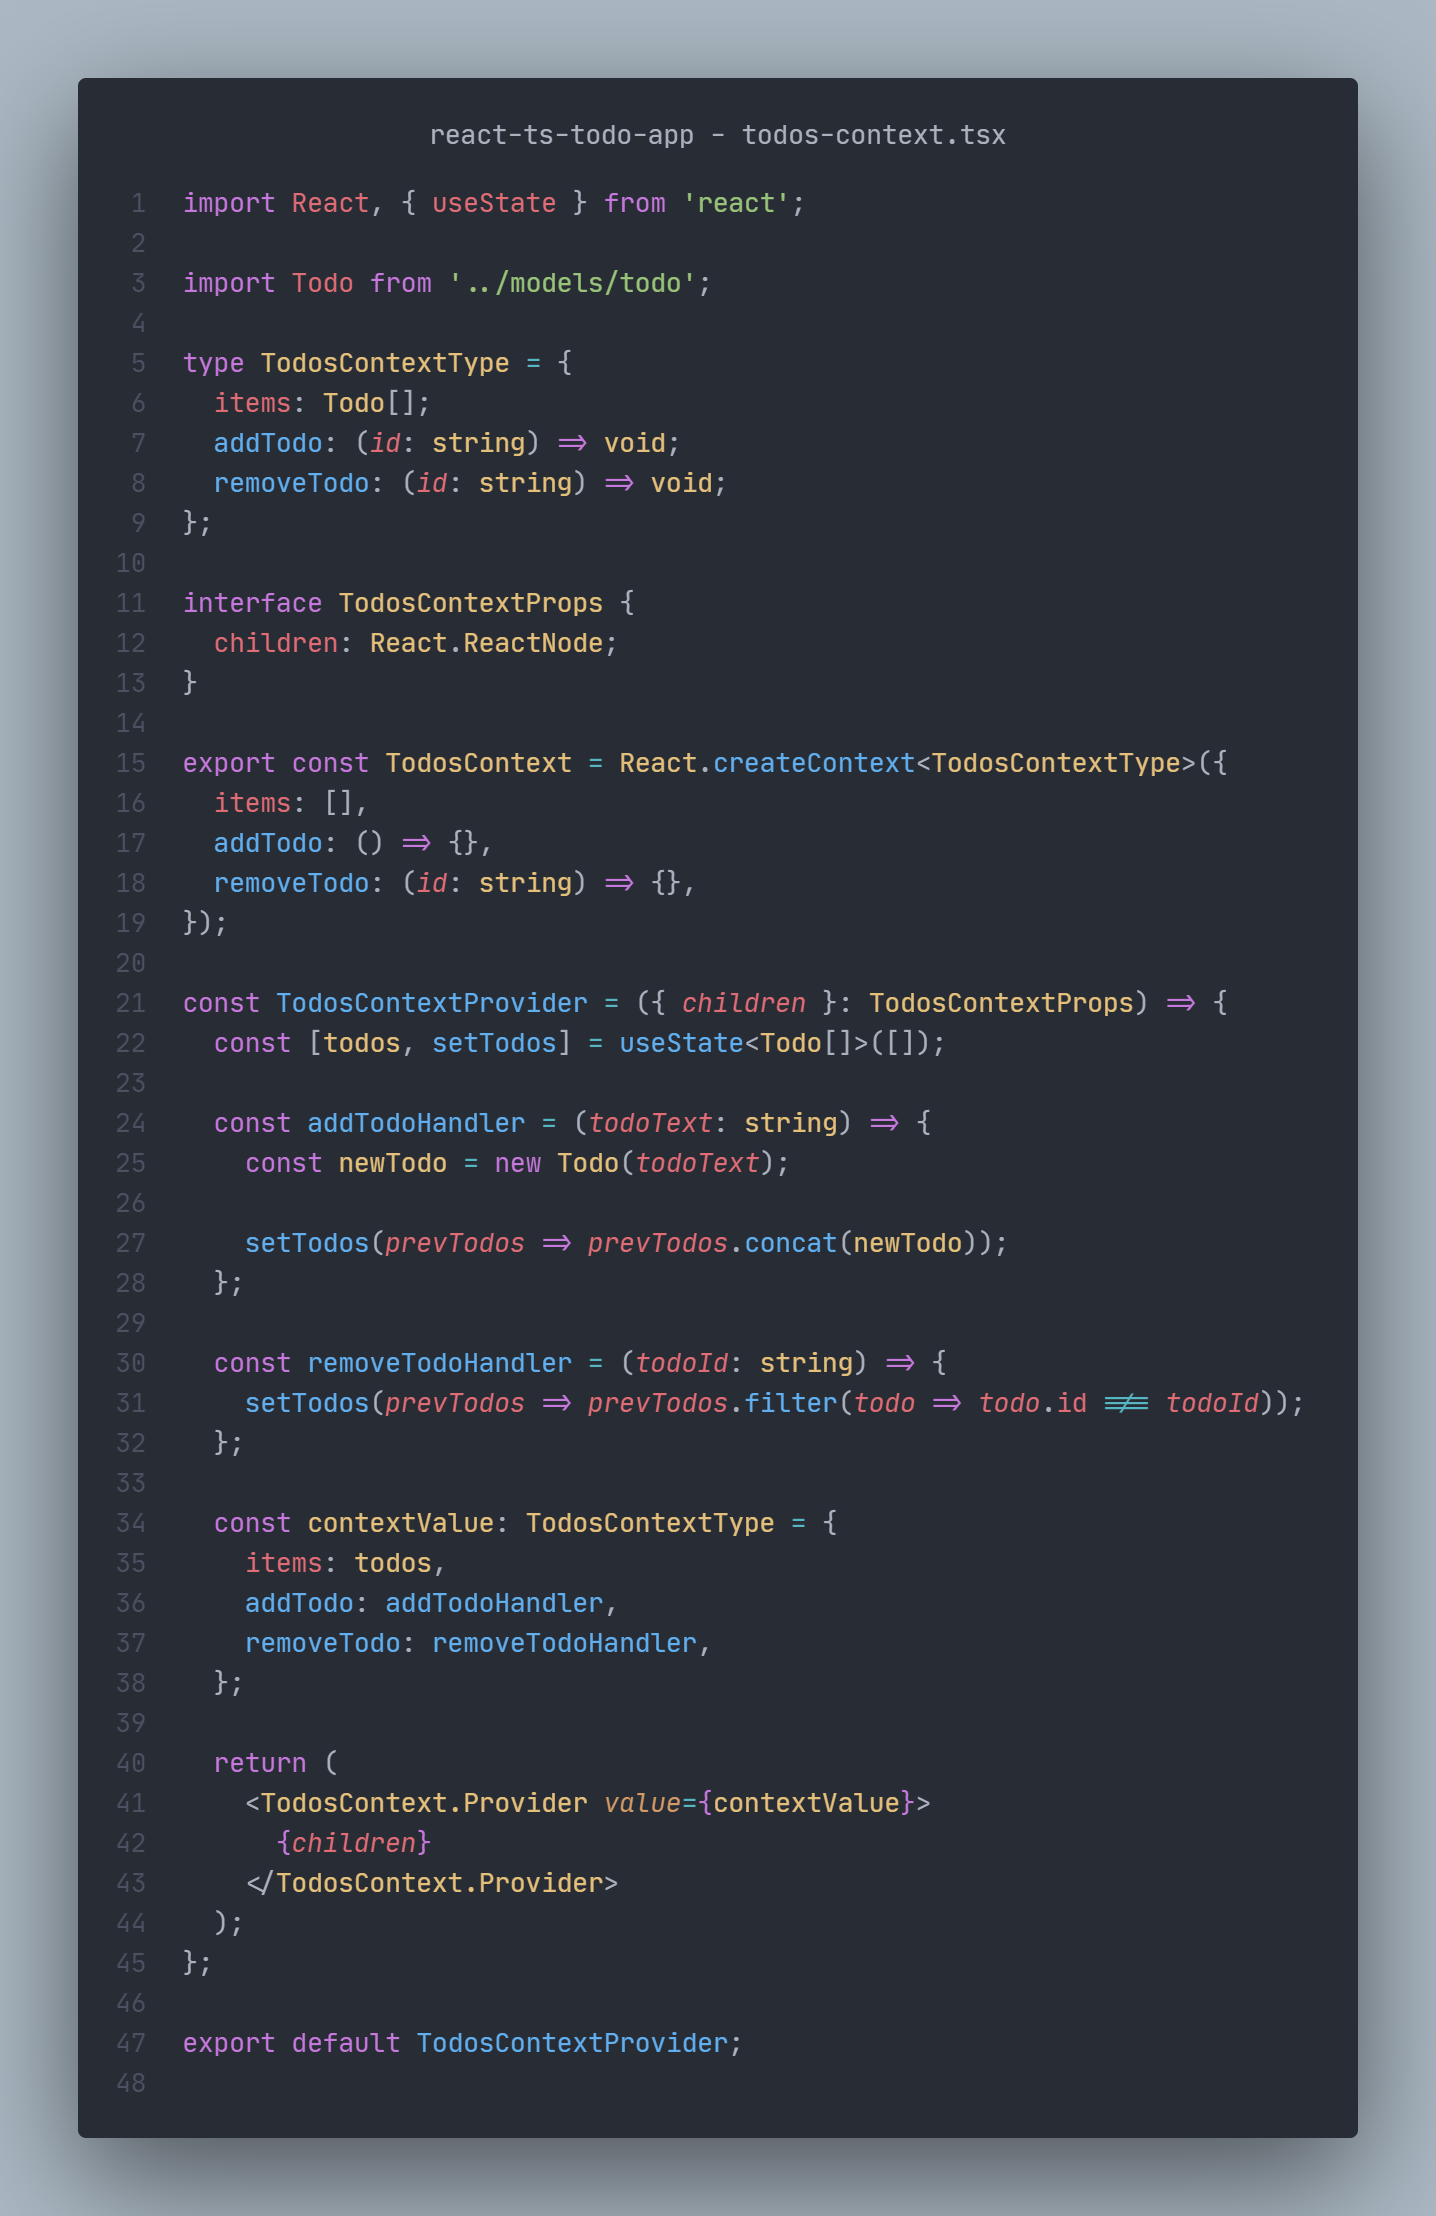 react-ts-todo-app - todos-context.tsx
1 import React, { useState } from 'react';
2
3 import Todo from '../models/todo';
4
5 type TodosContextType = {
6   items: Todo[];
7   addTodo: (id: string) => void;
8   removeTodo: (id: string) => void;
9 };
10
11 interface TodosContextProps {
12   children: React.ReactNode;
13 }
14
15 export const TodosContext = React.createContext<TodosContextType>({
16   items: [],
17   addTodo: () => {},
18   removeTodo: (id: string) => {},
19 });
20
21 const TodosContextProvider = ({ children }: TodosContextProps) => {
22   const [todos, setTodos] = useState<Todo[]>([]);
23
24   const addTodoHandler = (todoText: string) => {
25     const newTodo = new Todo(todoText);
26
27     setTodos(prevTodos => prevTodos.concat(newTodo));
28   };
29
30   const removeTodoHandler = (todoId: string) => {
31     setTodos(prevTodos => prevTodos.filter(todo => todo.id !== todoId));
32   };
33
34   const contextValue: TodosContextType = {
35     items: todos,
36     addTodo: addTodoHandler,
37     removeTodo: removeTodoHandler,
38   };
39
40   return (
41     <TodosContext.Provider value={contextValue}>
42       {children}
43     </TodosContext.Provider>
44   );
45 };
46
47 export default TodosContextProvider;
48